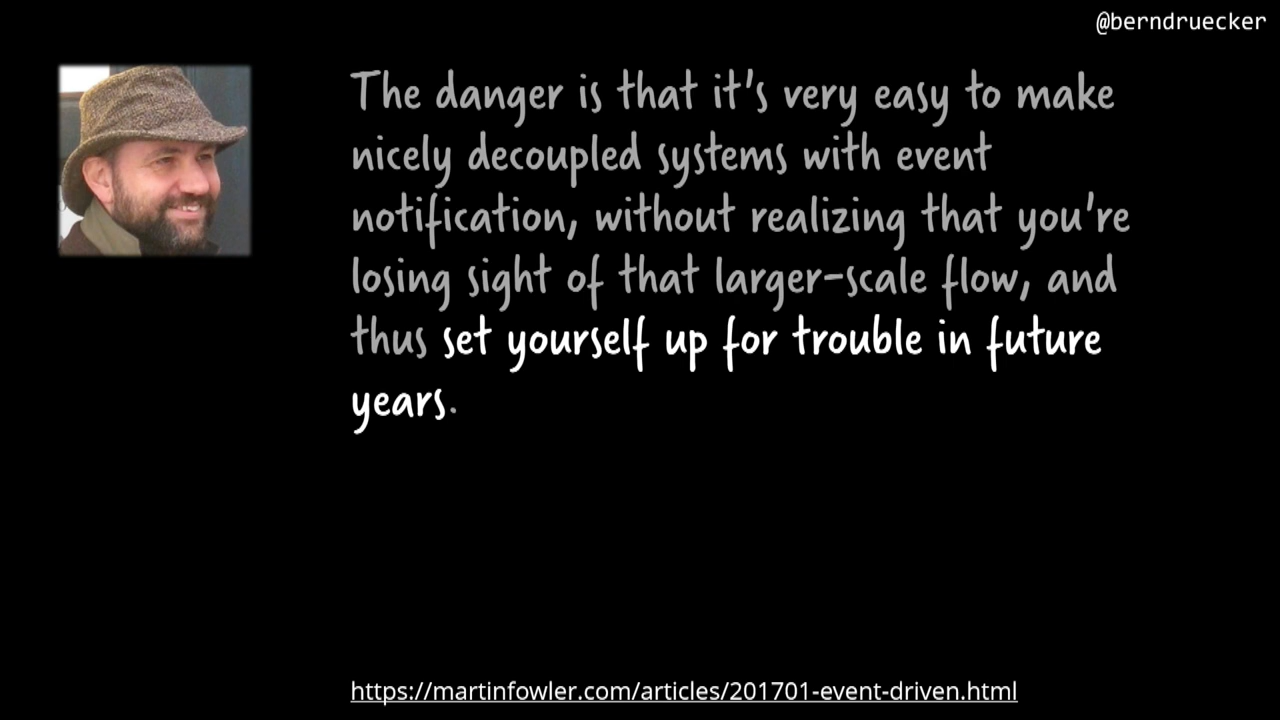 @berndruecker
The danger is that it's very easy to make
nicely decoupled systems with event
notification, without realizing that you're
losing sight of that larger-scale flow, and
thus set yourself up for trouble in future
years.
https://martinfowler.com/articles/201701-event-driven.html